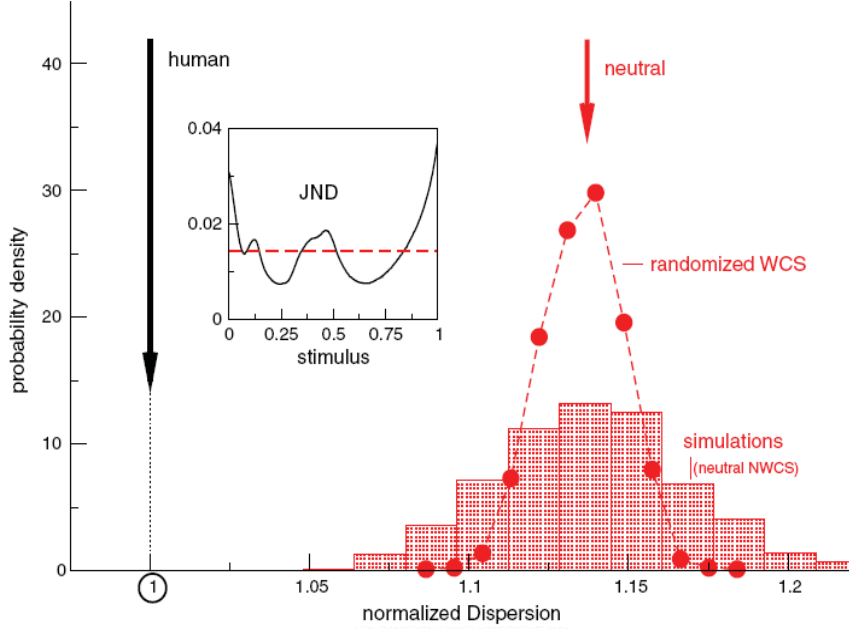 40
human
neutral
0.04
JND
30
0.02
randomized WCS
probability density
0
0
0.25
0.5
0.75
1
20
stimulus
simulations
(neutral NWCS)
10
0
1
1.05
1.1
1.15
1.2
normalized Dispersion